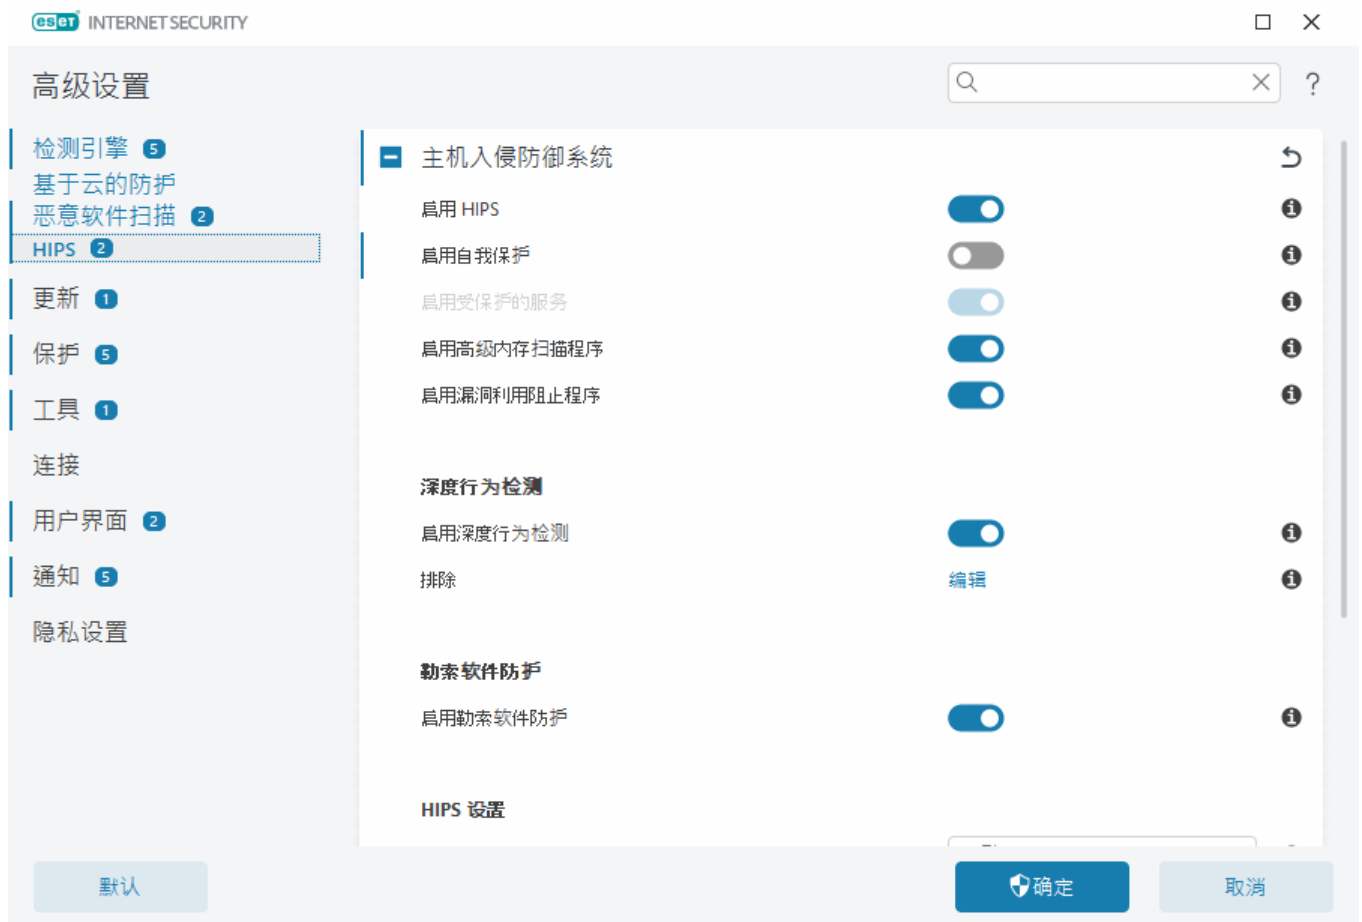 eset INTERNET SECURITY
高级设置
?
检测引擎 5
基于云的防护
恶意软件扫描 2
HIPS 2
更新 1
保护 5
工具 1
连接
用户界面 2
通知 5
隐私设置
主机入侵防御系统
启用 HIPS
启用自我保护
启用受保护的服务
启用高级内存扫描程序
启用漏洞利用阻止程序
深度行为检测
启用深度行为检测
排除 编辑
勒索软件防护
启用勒索软件防护
HIPS 设置
默认
确定
取消